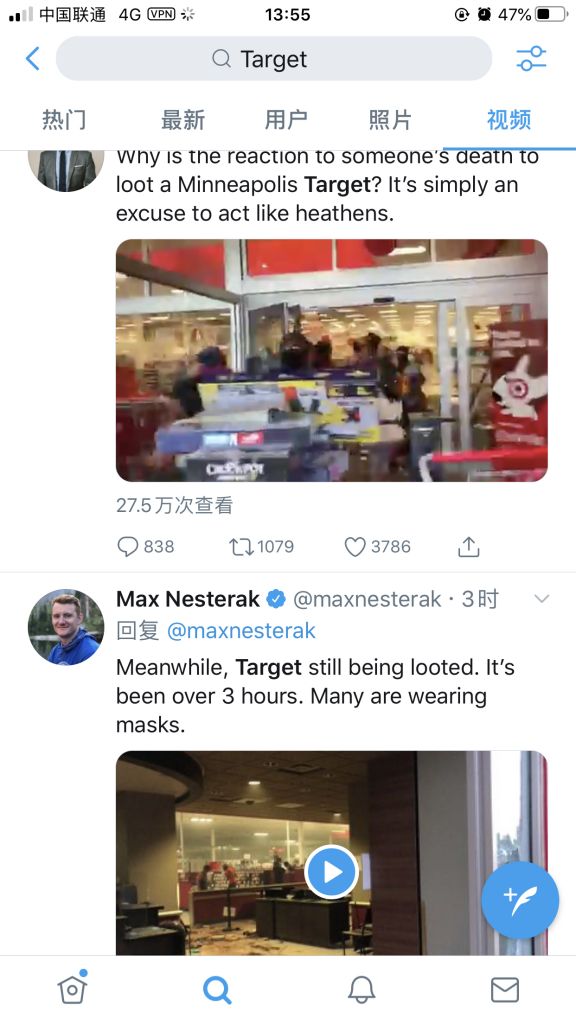 中国联通 4G VPN 13:55 47%
Target
热门 最新 用户 照片 视频
Why is the reaction to someone's death to
loot a Minneapolis Target? It's simply an
excuse to act like heathens.
CROCKPOT
27.5万次查看
838 1079 3786
Max Nesterak @maxnesterak · 3时
回复 @maxnesterak
Meanwhile, Target still being looted. It's
been over 3 hours. Many are wearing
masks.